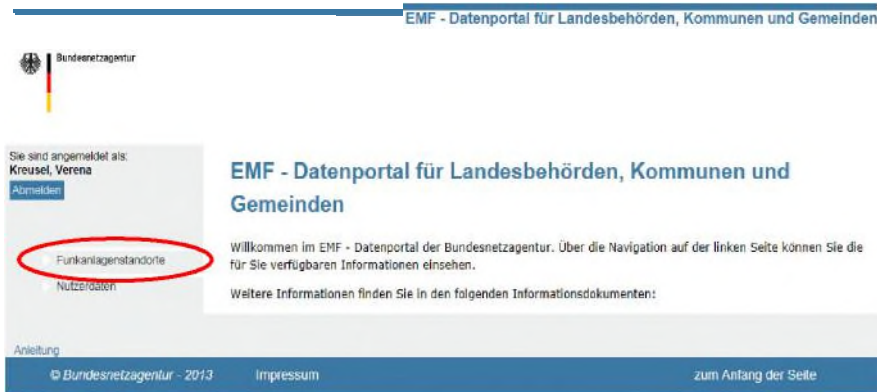 EMF - Datenportal für Landesbehörden, Kommunen und Gemeinden
Bundesnetzagentur
Sie sind angemeldet als:
Kreusel, Verena
Abmelden
EMF - Datenportal für Landesbehörden, Kommunen und
Gemeinden
Willkommen im EMF - Datenportal der Bundesnetzagentur. Über die Navigation auf der linken Seite können Sie die
für Sie verfügbaren Informationen einsehen.
Weitere Informationen finden Sie in den folgenden Informationsdokumenten:
Funkanlagenstandorte
Nutzerdaten
Anleitung
© Bundesnetzagentur - 2013 Impressum zum Anfang der Seite